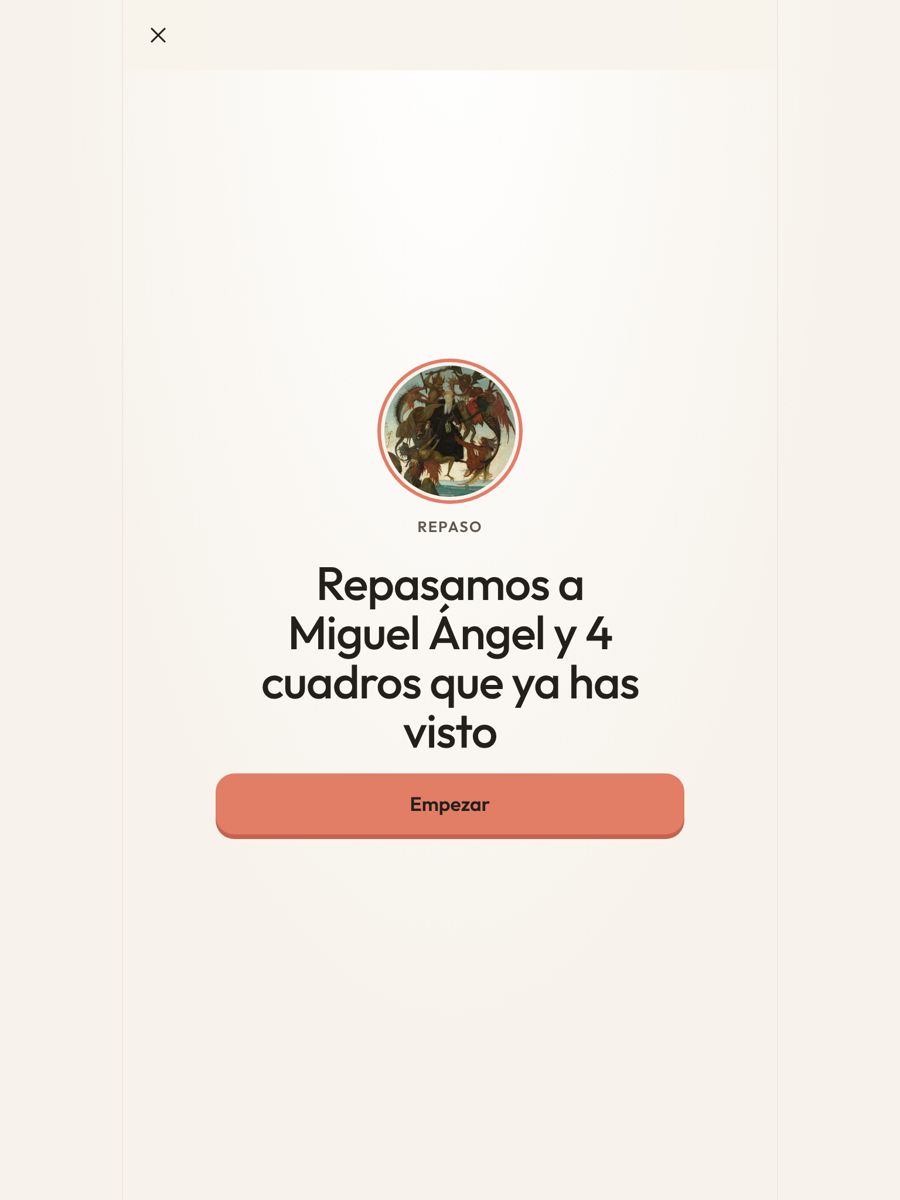 REPASO
Repasamos a
Miguel Ángel y 4
cuadros que ya has
visto
Empezar